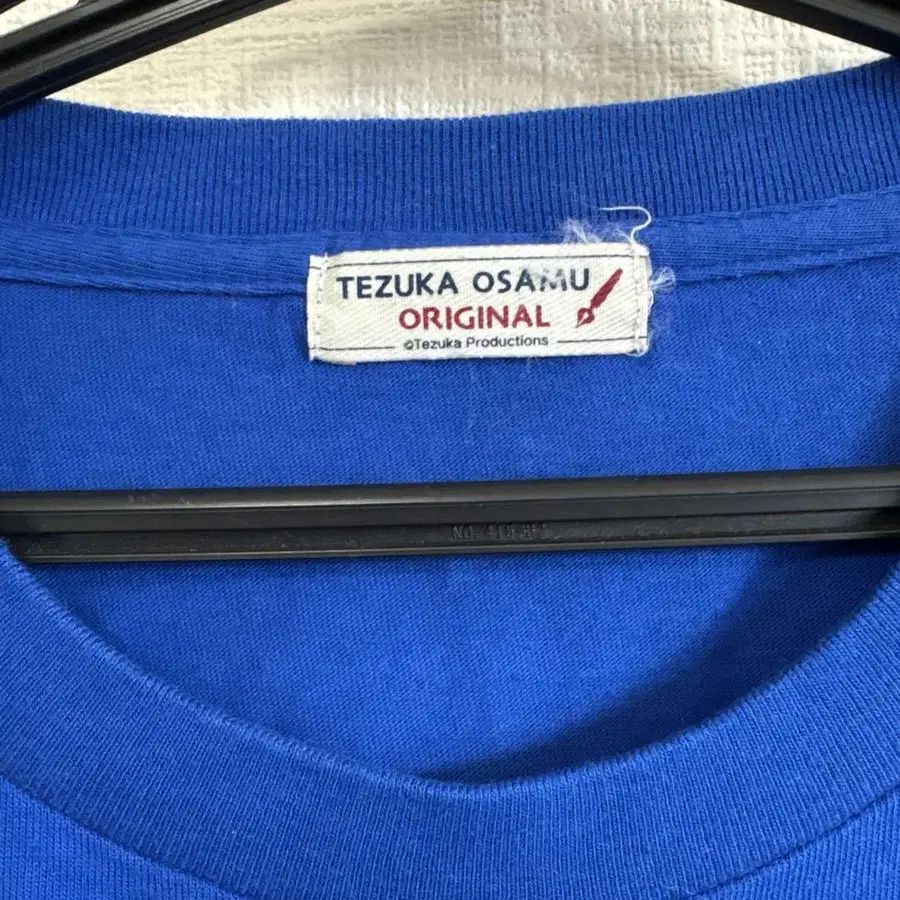 TEZUKA OSAMU
ORIGINAL
©Tezuka Productions